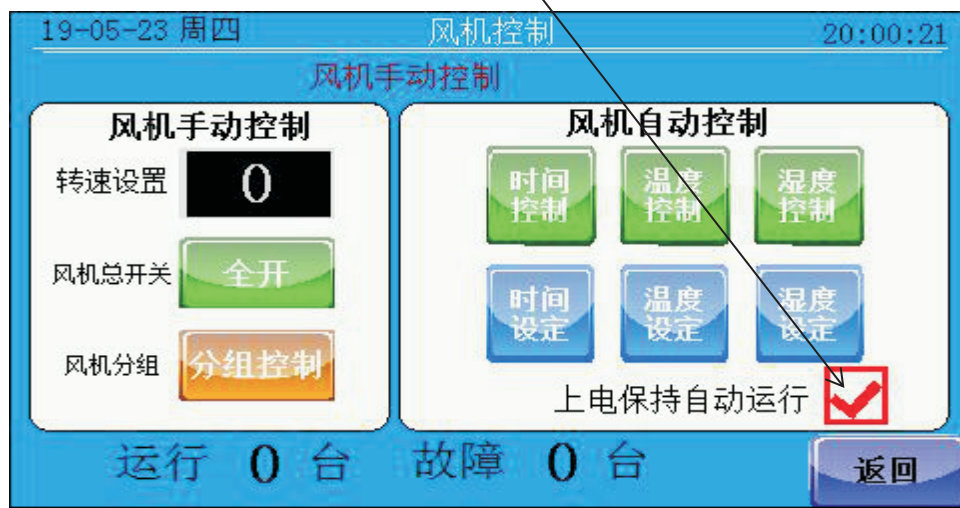 19-05-23 周四 风机控制 20:00:21
风机手动控制
风机手动控制
转速设置 0
风机总开关 全开
风机分组 分组控制
风机自动控制
时间控制 温度控制 湿度控制
时间设定 温度设定 湿度设定
上电保持自动运行
运行 0 台 故障 0 台 返回